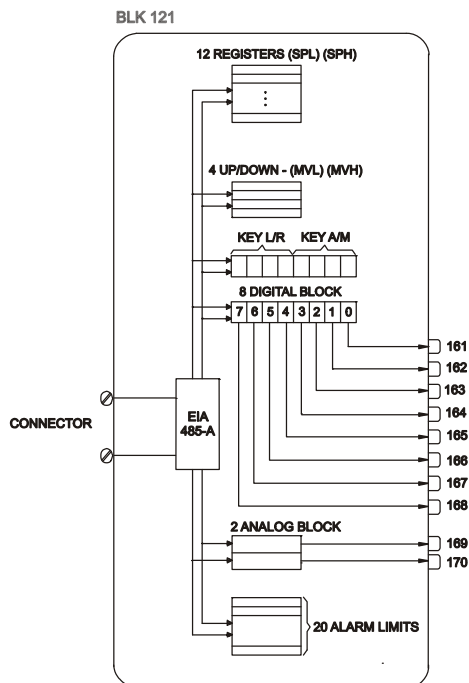 BLK 121
12 REGISTERS (SPL) (SPH)
4 UP/DOWN - (MVL) (MVH)
KEY L/R KEY A/M
8 DIGITAL BLOCK
7 6 5 4 3 2 1 0
161
162
163
164
165
166
167
168
CONNECTOR
EIA
485-A
2 ANALOG BLOCK
169
170
20 ALARM LIMITS